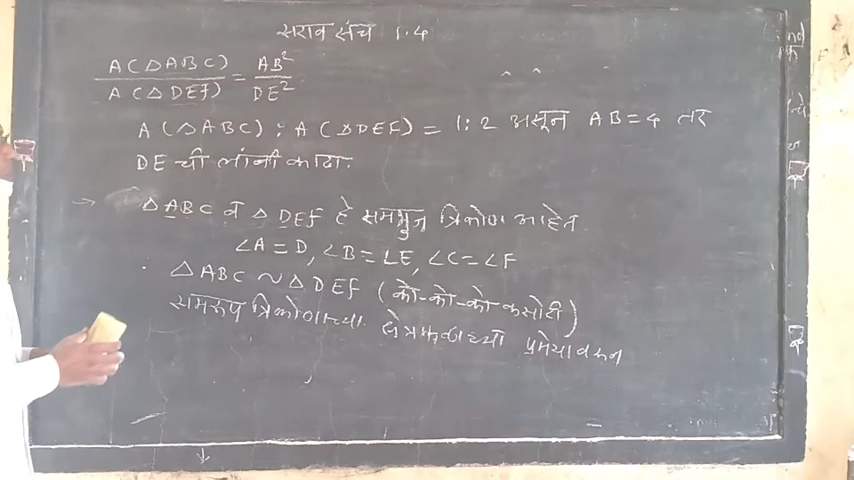 सराव संच 1.4
A(△ABC) / A(△DEF) = AB² / DE²
A(△ABC) : A(△DEF) = 1:2 असून AB=4 तर
DE ची लांबी काढा.
→ △ABC व △DEF हे समभुज त्रिकोण आहेत.
∠A = D, ∠B = ∠E, ∠C = ∠F
△ABC ~ △DEF (को-को-को कसोटी)
समरूप त्रिकोणाच्या क्षेत्रफळाच्या प्रमेयावरून